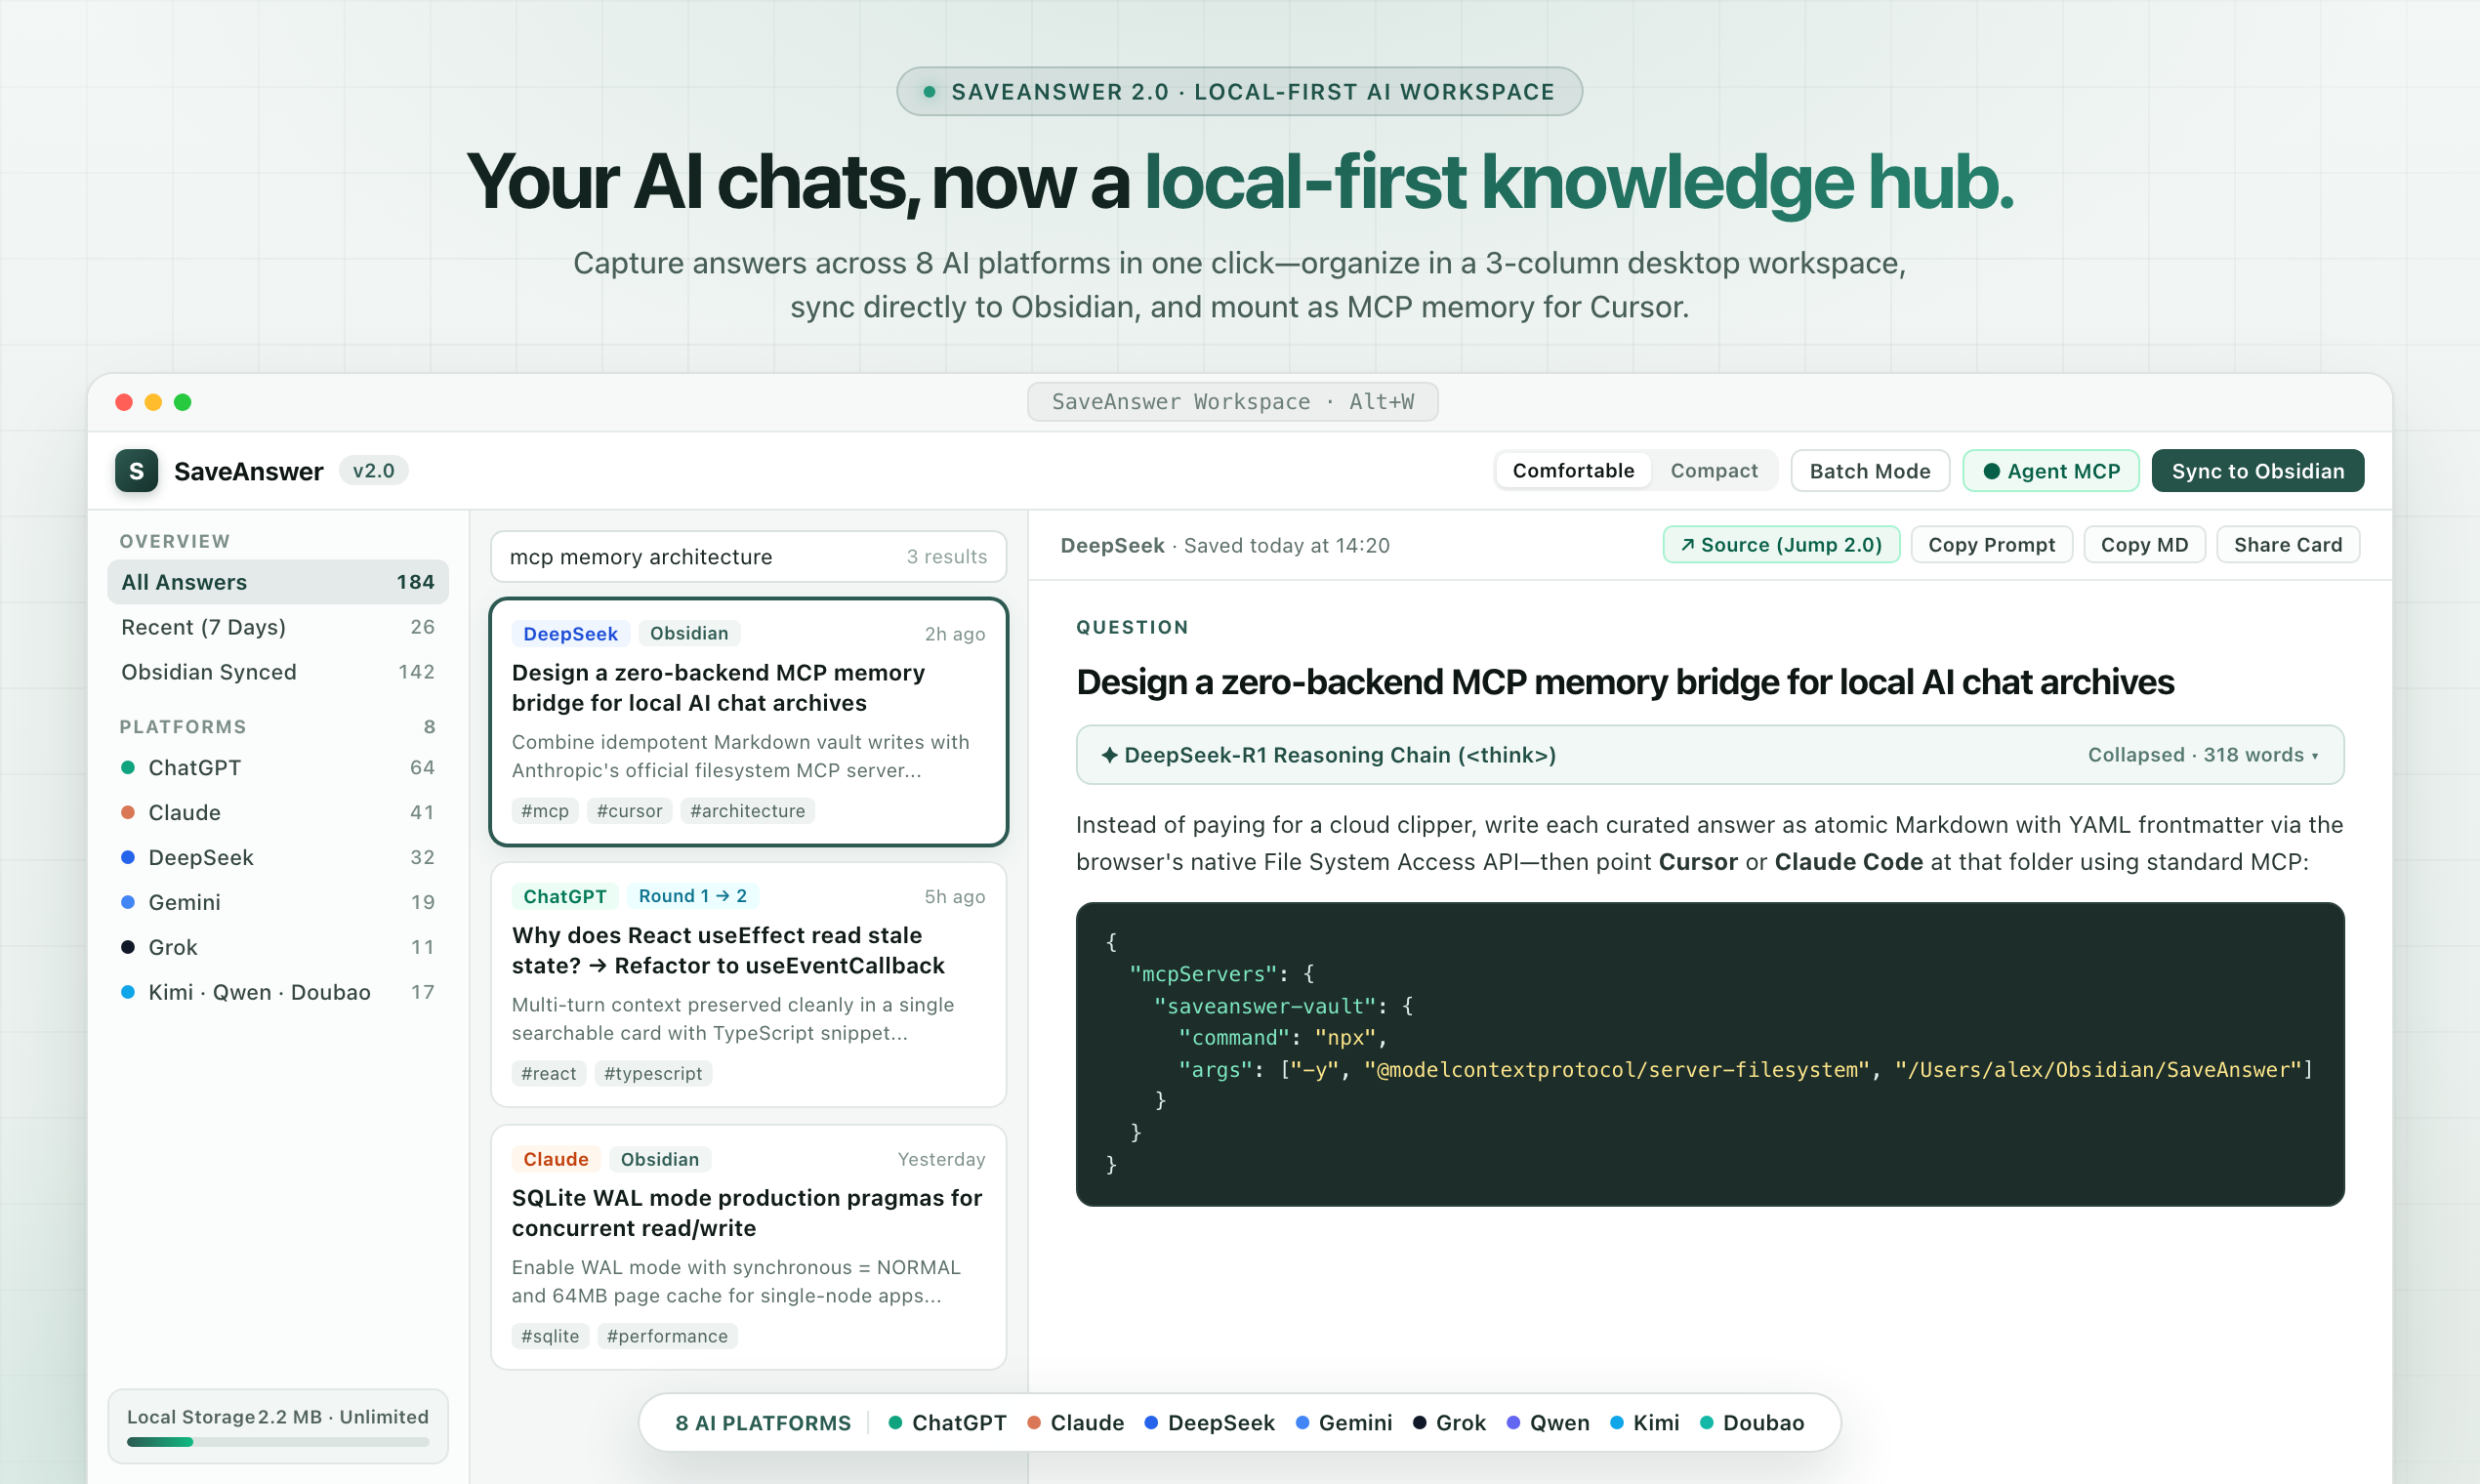 SAVEANSWER 2.0 · LOCAL-FIRST AI WORKSPACE
Your AI chats, now a local-first knowledge hub.
Capture answers across 8 AI platforms in one click—organize in a 3-column desktop workspace,
sync directly to Obsidian, and mount as MCP memory for Cursor.
SaveAnswer Workspace · Alt+W
S SaveAnswer v2.0
Comfortable Compact Batch Mode Agent MCP Sync to Obsidian
OVERVIEW
All Answers 184
Recent (7 Days) 26
Obsidian Synced 142
PLATFORMS 8
ChatGPT 64
Claude 41
DeepSeek 32
Gemini 19
Grok 11
Kimi · Qwen · Doubao 17
Local Storage 2.2 MB · Unlimited
mcp memory architecture 3 results
DeepSeek Obsidian 2h ago
Design a zero-backend MCP memory
bridge for local AI chat archives
Combine idempotent Markdown vault writes with
Anthropic's official filesystem MCP server...
#mcp #cursor #architecture
ChatGPT Round 1 → 2 5h ago
Why does React useEffect read stale
state? → Refactor to useEventCallback
Multi-turn context preserved cleanly in a single
searchable card with TypeScript snippet...
#react #typescript
Claude Obsidian Yesterday
SQLite WAL mode production pragmas for
concurrent read/write
Enable WAL mode with synchronous = NORMAL
and 64MB page cache for single-node apps...
#sqlite #performance
DeepSeek · Saved today at 14:20
↗ Source (Jump 2.0) Copy Prompt Copy MD Share Card
QUESTION
Design a zero-backend MCP memory bridge for local AI chat archives
✦ DeepSeek-R1 Reasoning Chain (<think>) Collapsed · 318 words ▾
Instead of paying for a cloud clipper, write each curated answer as atomic Markdown with YAML frontmatter via the
browser's native File System Access API—then point Cursor or Claude Code at that folder using standard MCP:
{
"mcpServers": {
"saveanswer-vault": {
"command": "npx",
"args": ["-y", "@modelcontextprotocol/server-filesystem", "/Users/alex/Obsidian/SaveAnswer"]
}
}
}
8 AI PLATFORMS ChatGPT Claude DeepSeek Gemini Grok Qwen Kimi Doubao